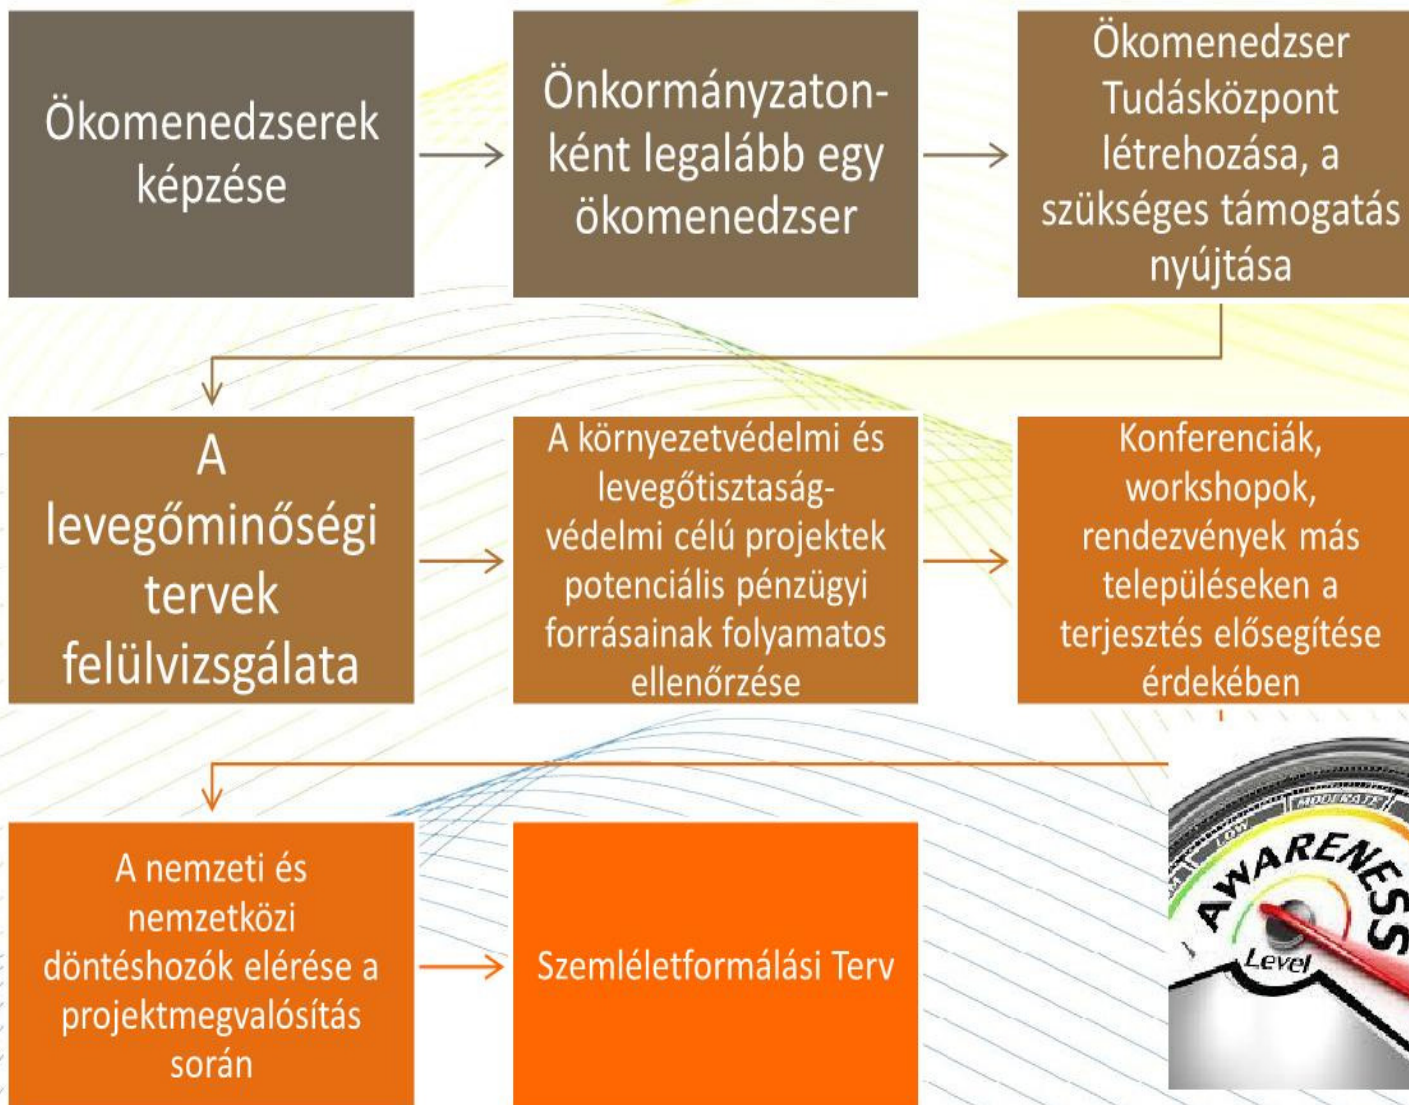 Ökomenedzserek
képzése
Önkormányzaton-
ként legalább egy
ökomenedzser
Ökomenedzser
Tudásközpont
létrehozása, a
szükséges támogatás
nyújtása
A
levegőminőségi
tervek
felülvizsgálata
A környezetvédelmi és
levegőtisztaság-
védelmi célú projektek
potenciális pénzügyi
forrásainak folyamatos
ellenőrzése
Konferenciák,
workshopok,
rendezvények más
településeken a
terjesztés elősegítése
érdekében
A nemzeti és
nemzetközi
döntéshozók elérése a
projektmegvalósítás
során
Szemléletformálási Terv
LOW
MODERATE
AWARENESS
Level